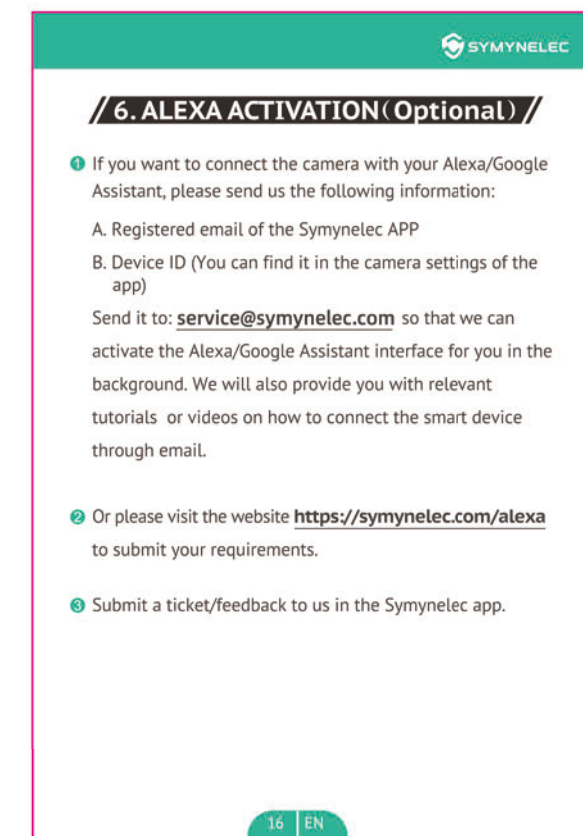 SYMYNELEC
6. ALEXA ACTIVATION(Optional)
1 If you want to connect the camera with your Alexa/Google
Assistant, please send us the following information:
A. Registered email of the Symynelec APP
B. Device ID (You can find it in the camera settings of the
app)
Send it to: service@symynelec.com so that we can
activate the Alexa/Google Assistant interface for you in the
background. We will also provide you with relevant
tutorials or videos on how to connect the smart device
through email.
2 Or please visit the website https://symynelec.com/alexa
to submit your requirements.
3 Submit a ticket/feedback to us in the Symynelec app.
16 EN